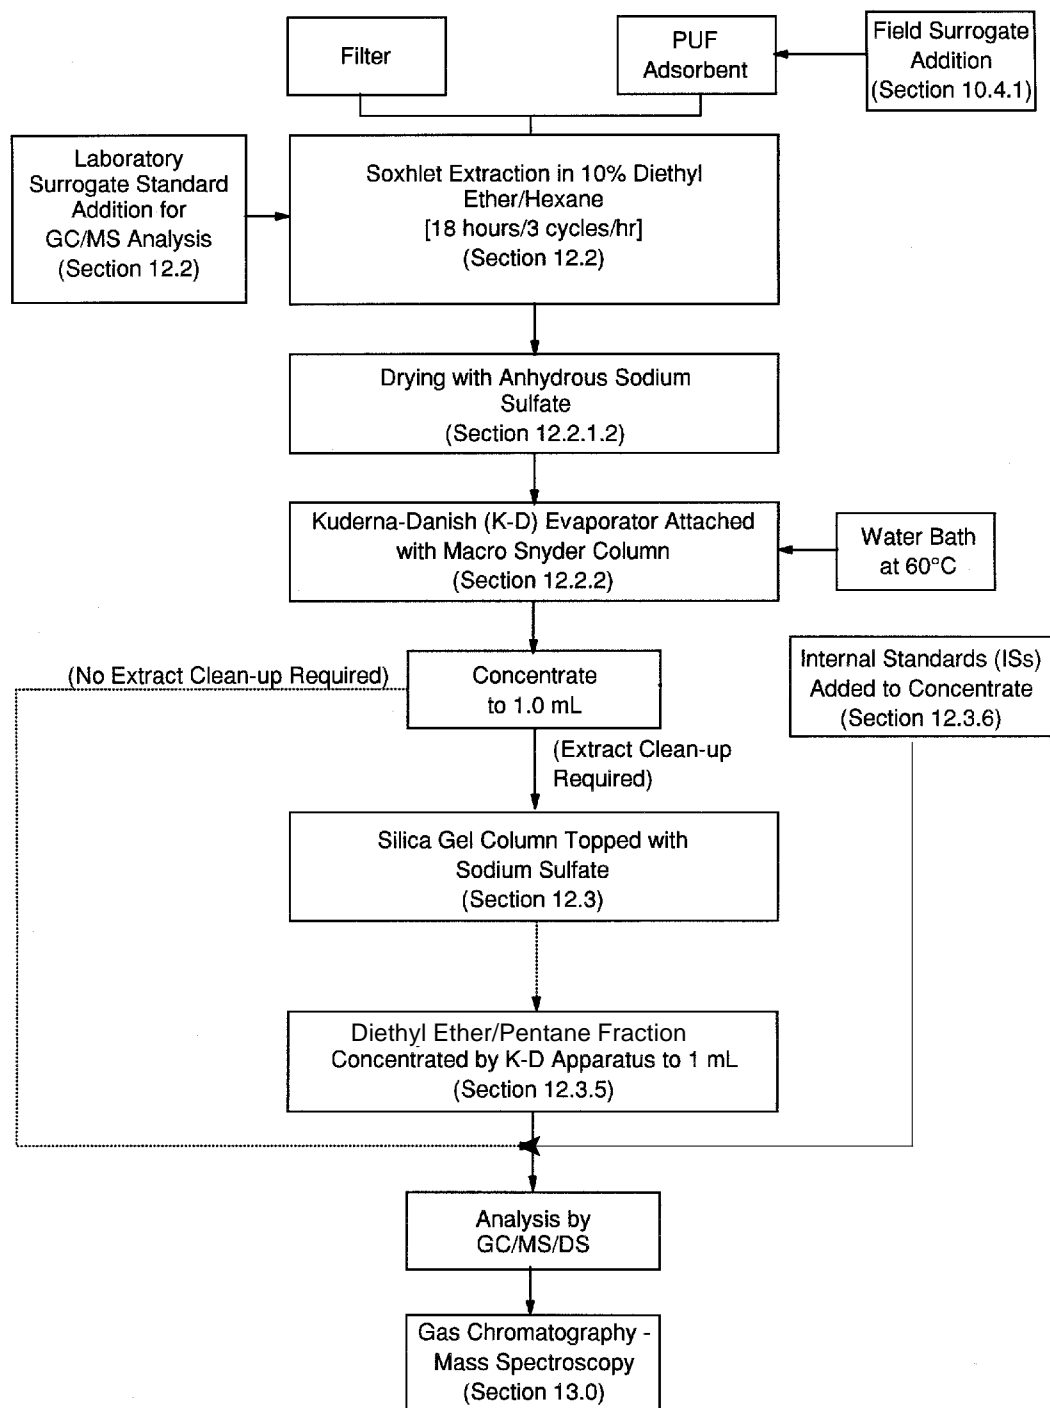 Filter
PUF
Adsorbent
Field Surrogate
Addition
(Section 10.4.1)
Laboratory
Surrogate Standard
Addition for
GC/MS Analysis
(Section 12.2)
Soxhlet Extraction in 10% Diethyl
Ether/Hexane
[18 hours/3 cycles/hr]
(Section 12.2)
Drying with Anhydrous Sodium
Sulfate
(Section 12.2.1.2)
Kuderna-Danish (K-D) Evaporator Attached
with Macro Snyder Column
(Section 12.2.2)
Water Bath
at 60°C
(No Extract Clean-up Required)
Concentrate
to 1.0 mL
Internal Standards (ISs)
Added to Concentrate
(Section 12.3.6)
(Extract Clean-up
Required)
Silica Gel Column Topped with
Sodium Sulfate
(Section 12.3)
Diethyl Ether/Pentane Fraction
Concentrated by K-D Apparatus to 1 mL
(Section 12.3.5)
Analysis by
GC/MS/DS
Gas Chromatography -
Mass Spectroscopy
(Section 13.0)